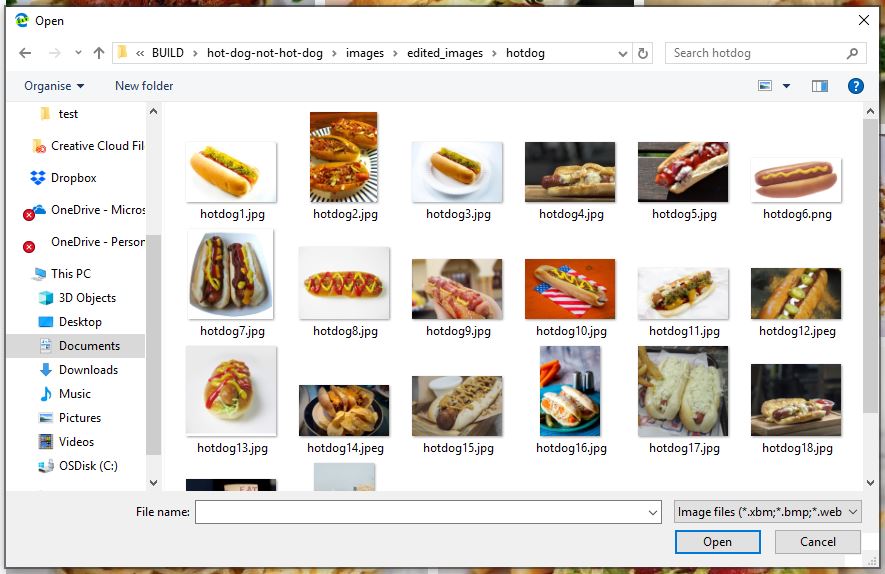 Open
« BUILD > hot-dog-not-hot-dog > images > edited_images > hotdog
Search hotdog
Organise
New folder
test
Creative Cloud Fil
Dropbox
OneDrive - Micros
OneDrive - Person
This PC
3D Objects
Desktop
Documents
Downloads
Music
Pictures
Videos
OSDisk (C:)
hotdog1.jpg
hotdog2.jpg
hotdog3.jpg
hotdog4.jpg
hotdog5.jpg
hotdog6.png
hotdog7.jpg
hotdog8.jpg
hotdog9.jpg
hotdog10.jpg
hotdog11.jpg
hotdog12.jpeg
hotdog13.jpg
hotdog14.jpeg
hotdog15.jpg
hotdog16.jpg
hotdog17.jpg
hotdog18.jpg
EAT
File name:
Image files (*.xbm;*.bmp;*.web
Open
Cancel